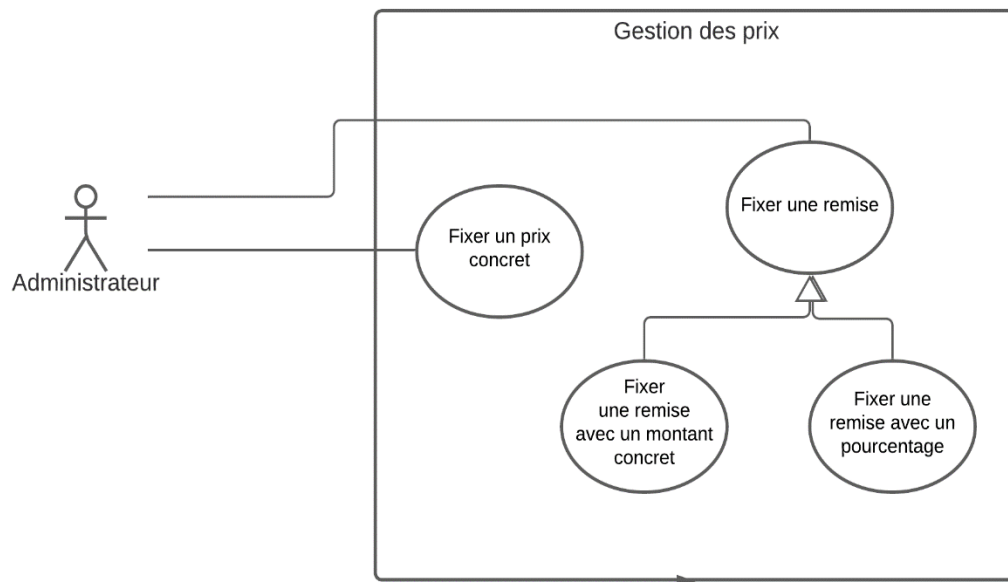 Gestion des prix
Fixer une remise
Fixer un prix
concret
Administrateur
Fixer
une remise
avec un montant
concret
Fixer une
remise avec un
pourcentage